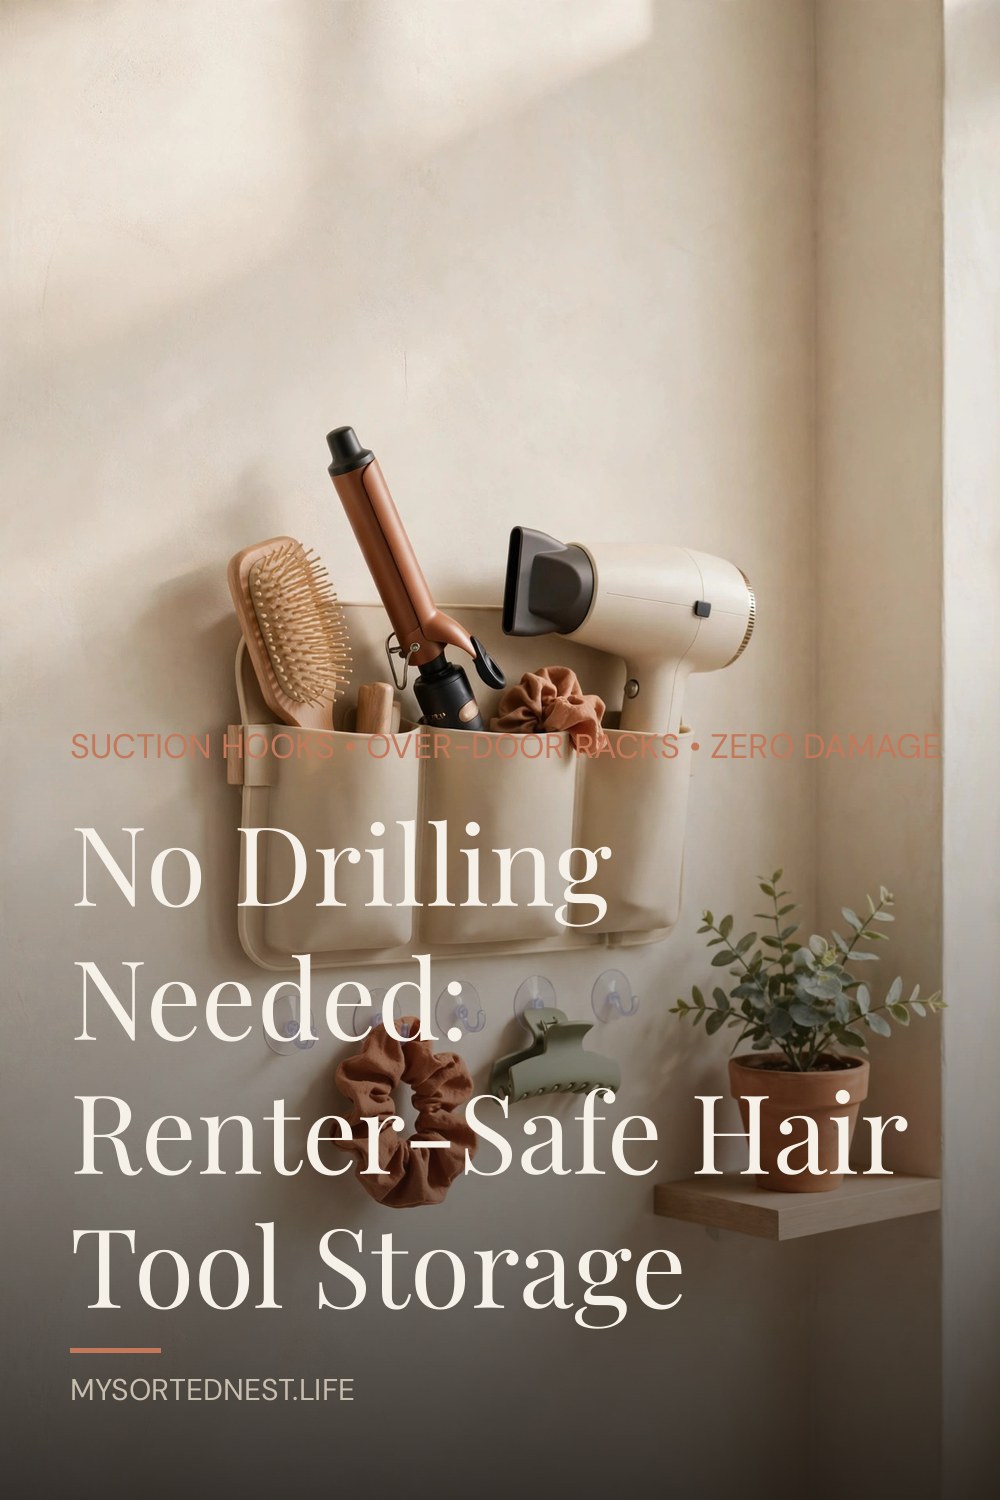 SUCTION HOOKS • OVER-DOOR RACKS • ZERO DAMAGE
No Drilling
Needed:
Renter-Safe Hair
Tool Storage
MYSORTEDNEST.LIFE